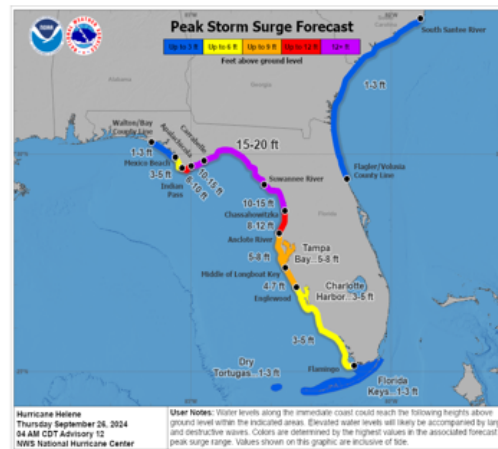 Peak Storm Surge Forecast
Up to 3 ft
Up to 6 ft
Up to 9 ft
Up to 12 ft
12+ ft
Feet above ground level
South Santee River
Alabama
Georgia
Walton/Bay
County Line
Apalachicola
Carrabelle
15-20 ft
1-3 ft
1-3 ft
Mexico Beach
3-5 ft
Indian
Pass
6-10 ft
10-15 ft
Suwannee River
Flagler/Volusia
County Line
10-15 ft
Florida
Chassahowitzka
8-12 ft
Anclote River
Tampa
Bay...5-8 ft
5-8 ft
Middle of Longboat Key
4-7 ft
Charlotte
Harbor...3-5 ft
Englewood
3-5 ft
Flamingo
Dry
Tortugas...1-3 ft
Florida
Keys...1-3 ft
Hurricane Helene
Thursday September 26, 2024
04 AM CDT Advisory 12
NWS National Hurricane Center
User Notes: Water levels along the immediate coast could reach the following heights above
ground level within the indicated areas. Elevated water levels will likely be accompanied by larg
and destructive waves. Colors are determined by the highest values in the associated forecast
peak surge range. Values shown on this graphic are inclusive of tide.